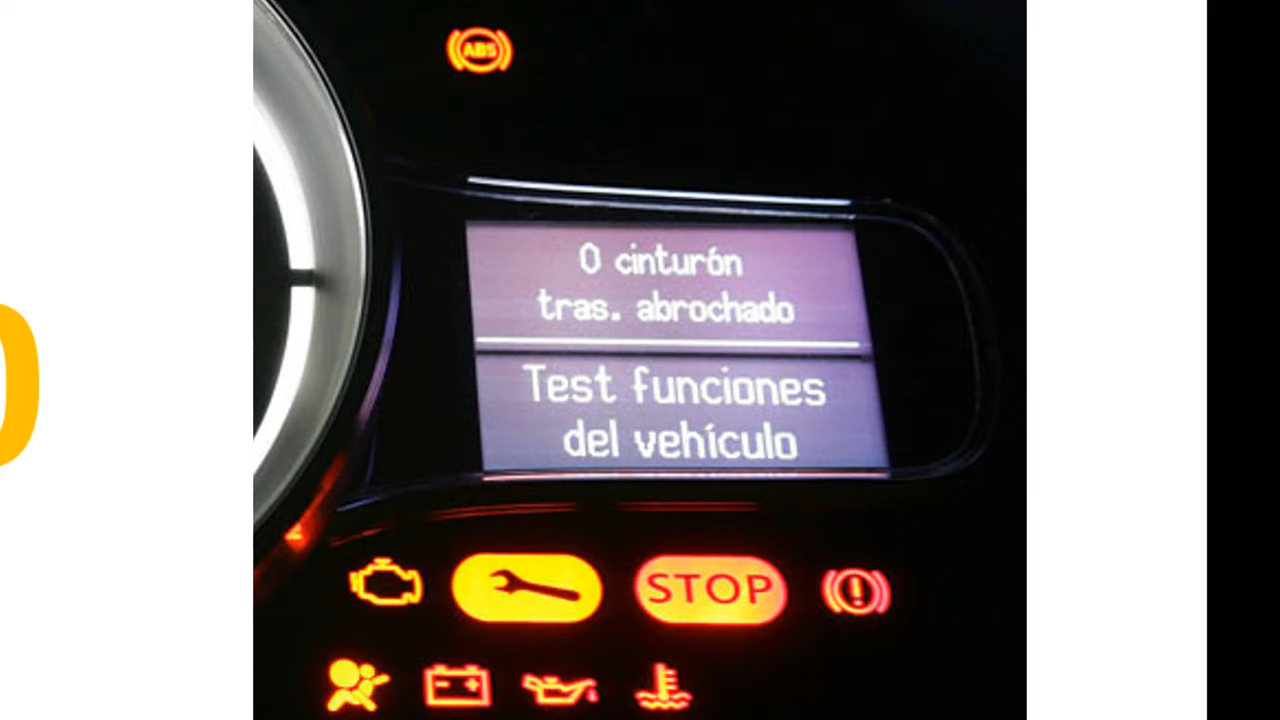 ABS
0 cinturón
tras. abrochado
Test funciones
del vehículo
STOP